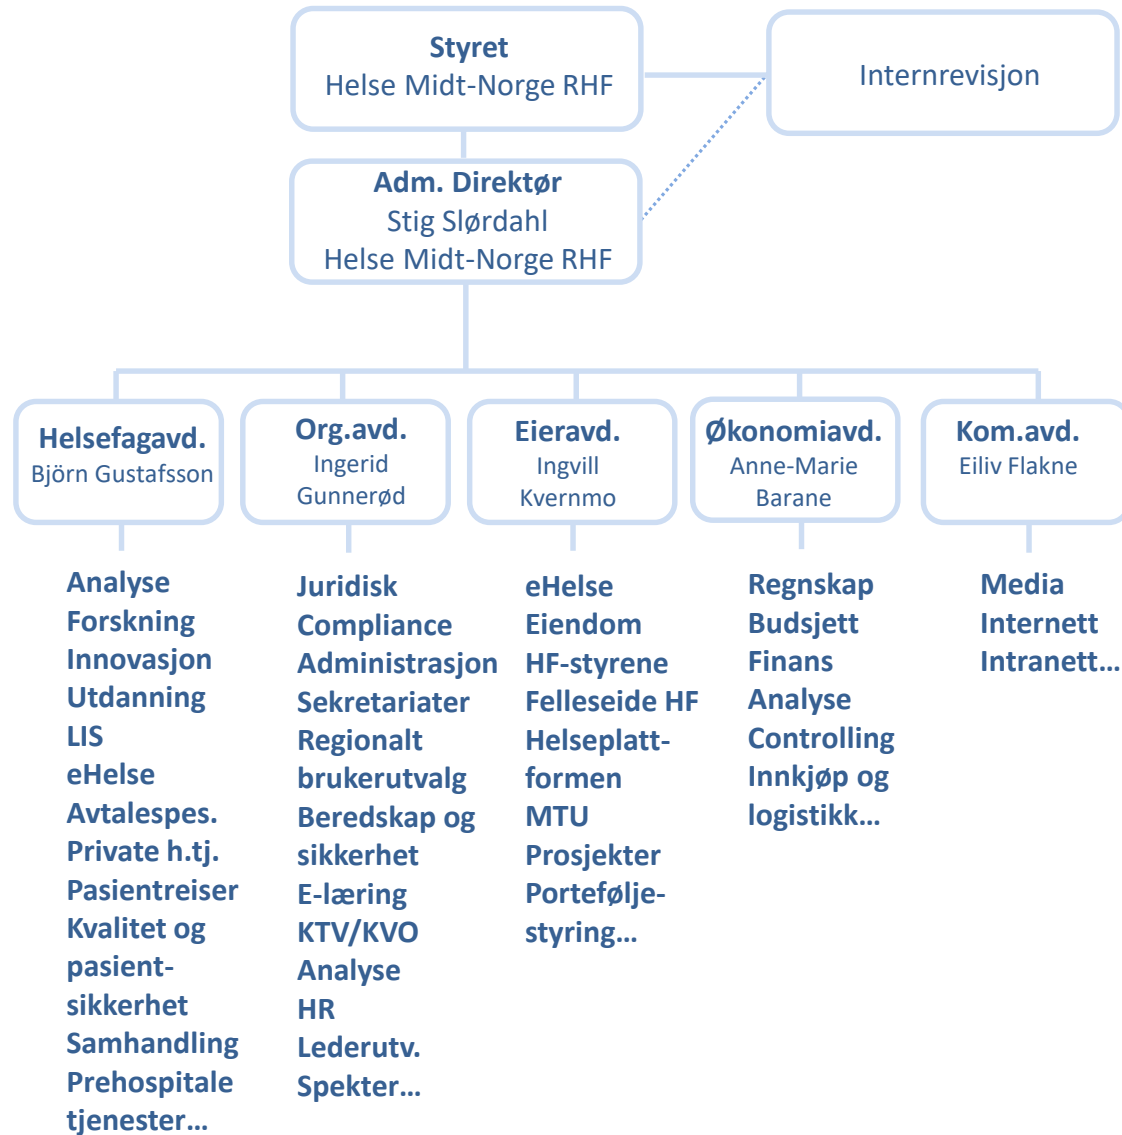 Styret
Helse Midt-Norge RHF
Internrevisjon
Adm. Direktør
Stig Slørdahl
Helse Midt-Norge RHF
Helsefagavd.
Björn Gustafsson
Org.avd.
Ingerid
Gunnerød
Eieravd.
Ingvill
Kvernmo
Økonomiavd.
Anne-Marie
Barane
Kom.avd.
Eiliv Flakne
Analyse
Forskning
Innovasjon
Utdanning
LIS
eHelse
Avtalespes.
Private h.tj.
Pasientreiser
Kvalitet og
pasient-
sikkerhet
Samhandling
Prehospitale
tjenester…
Juridisk
Compliance
Administrasjon
Sekretariater
Regionalt
brukerutvalg
Beredskap og
sikkerhet
E-læring
KTV/KVO
Analyse
HR
Lederutv.
Spekter…
eHelse
Eiendom
HF-styrene
Felleseide HF
Helseplatt-
formen
MTU
Prosjekter
Portefølje-
styring…
Regnskap
Budsjett
Finans
Analyse
Controlling
Innkjøp og
logistikk…
Media
Internett
Intranett…